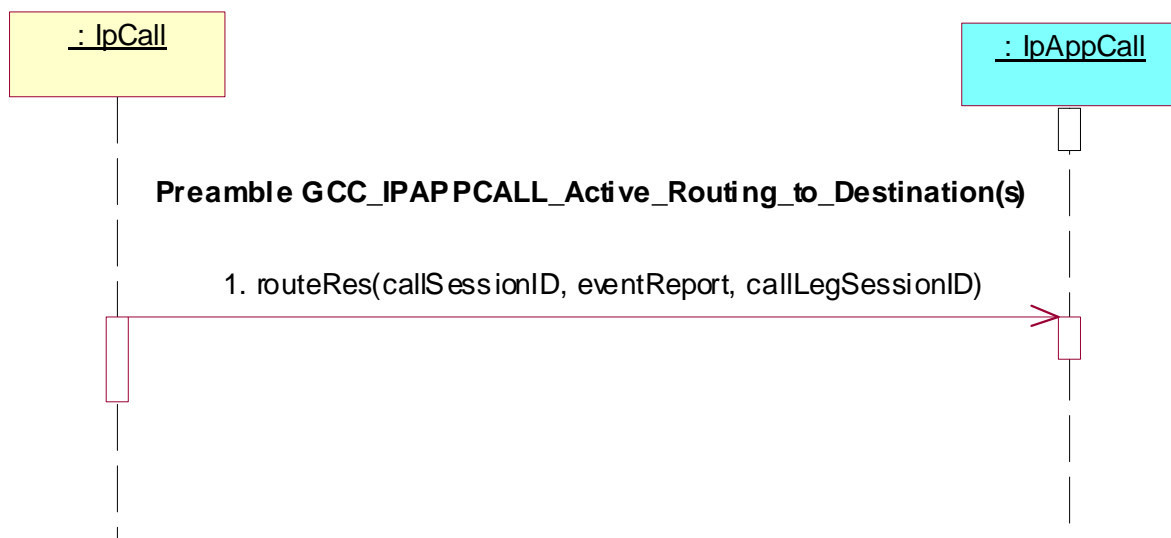 : IpCall
: IpAppCall
Preamble GCC_IPAPPCALL_Active_Routing_to_Destination(s)
1. routeRes(callSessionID, eventReport, callLegSessionID)